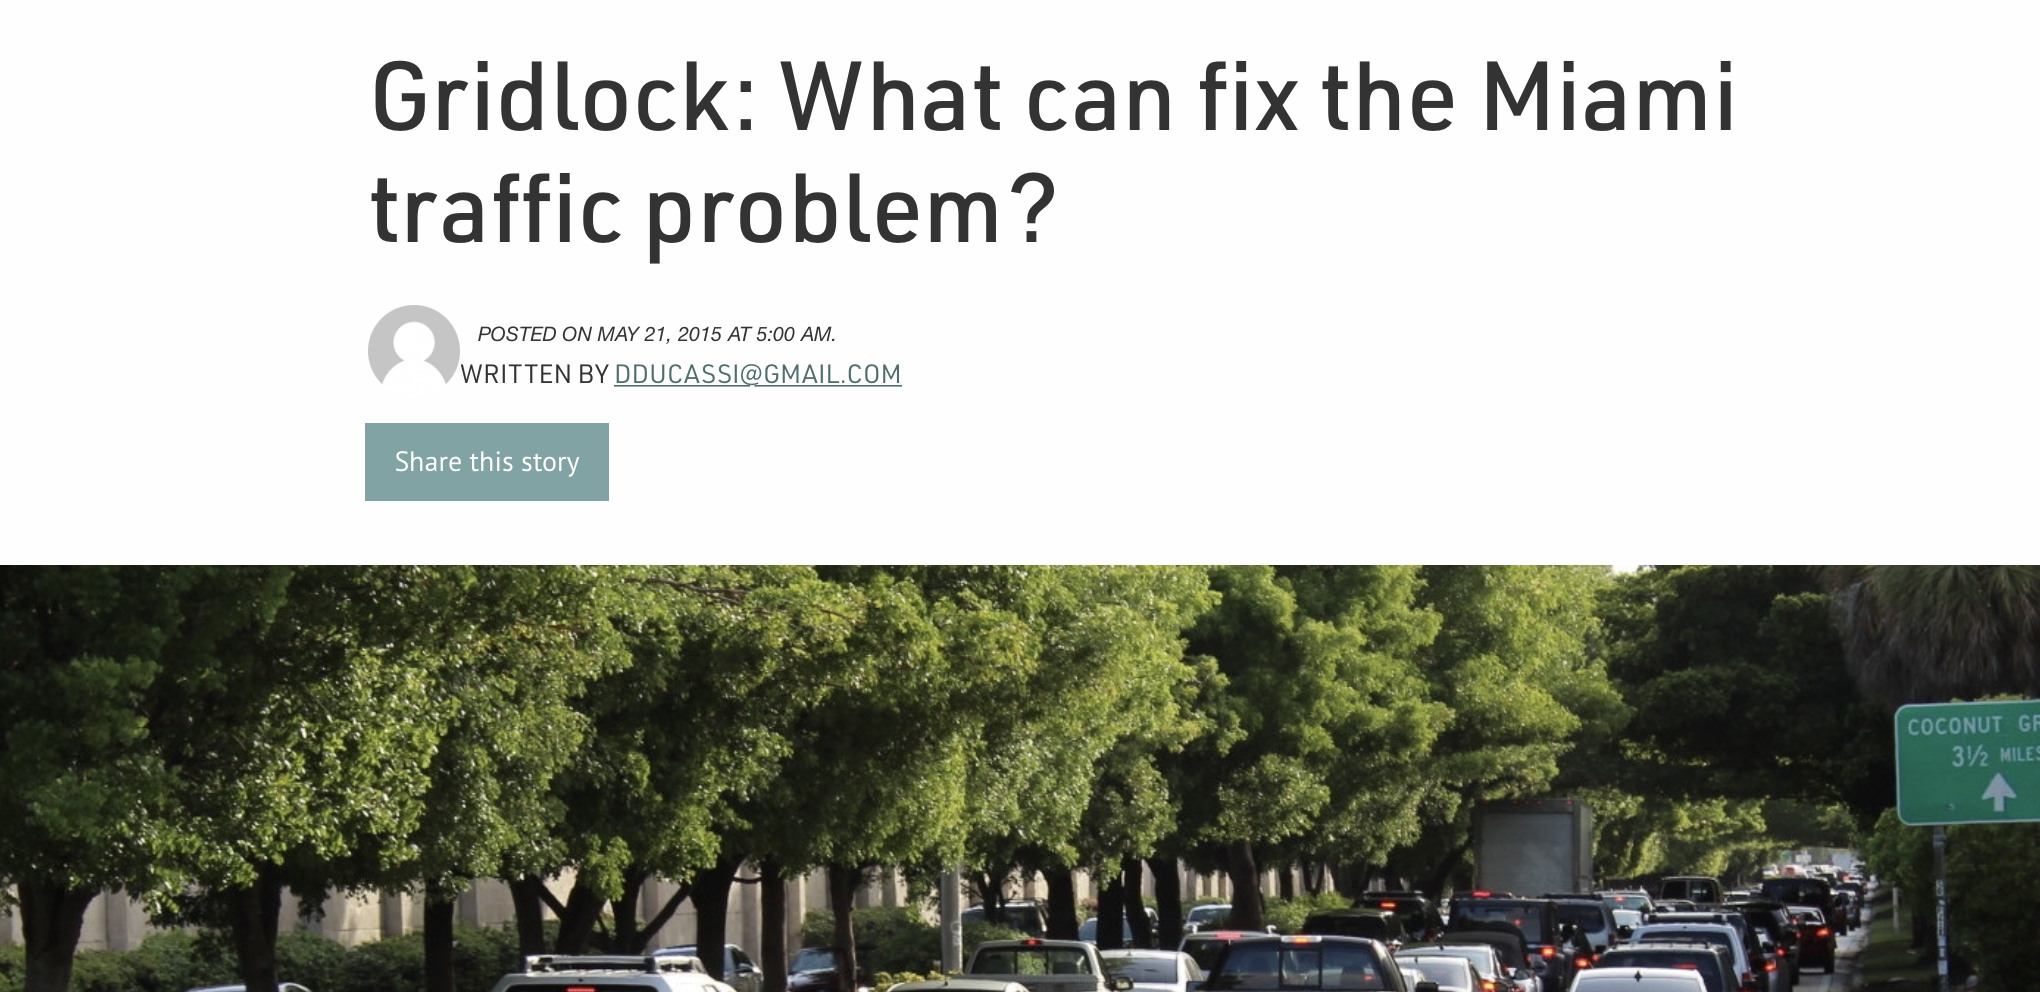 Gridlock: What can fix the Miami
traffic problem?
POSTED ON MAY 21, 2015 AT 5:00 AM.
WRITTEN BY DDUCASSI@GMAIL.COM
Share this story
COCONUT
3½ MILES